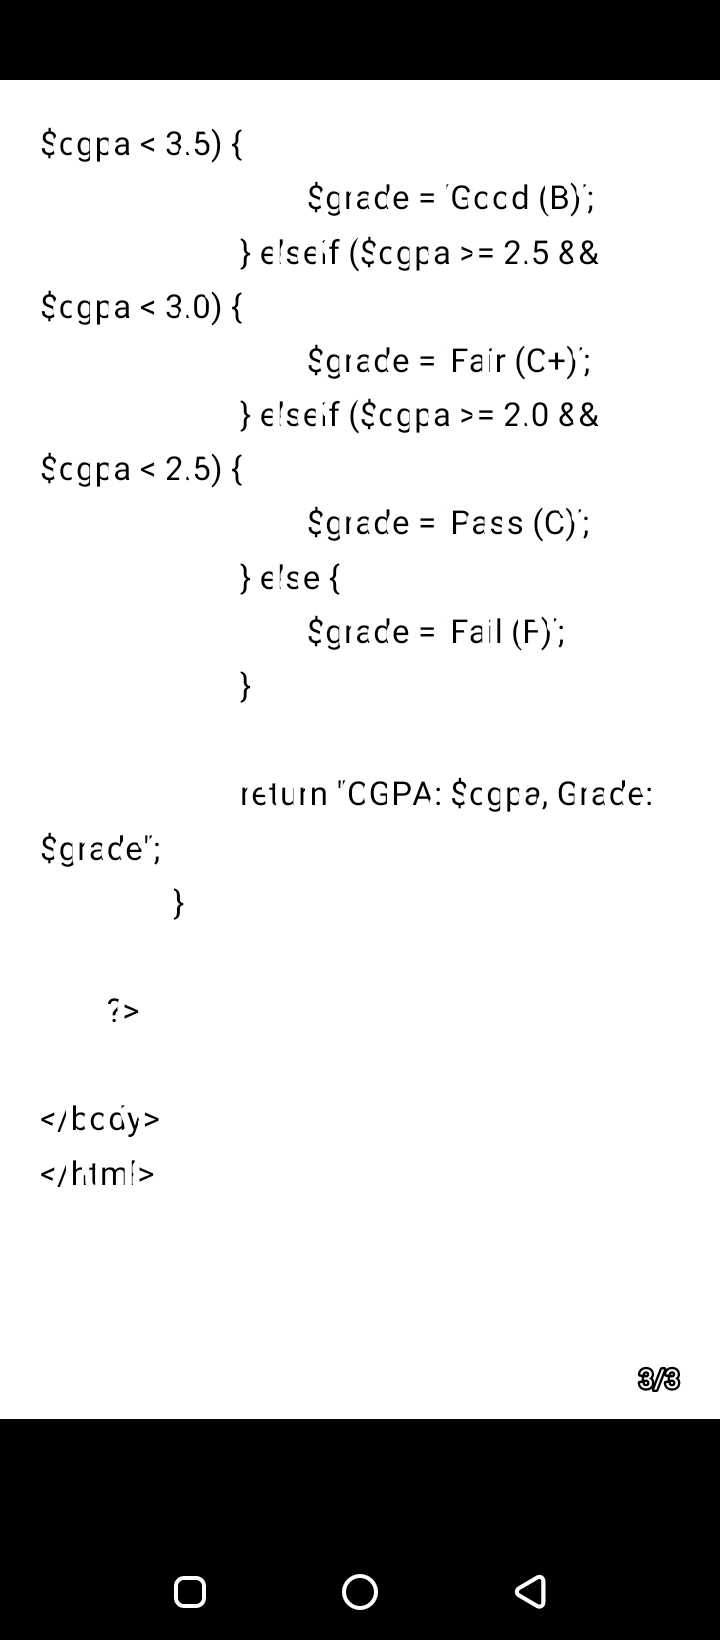 $cgpa < 3.5) {
$grade = 'Good (B)';
} elseif ($cgpa >= 2.5 &&
$cgpa < 3.0) {
$grade = 'Fair (C+)';
} elseif ($cgpa >= 2.0 &&
$cgpa < 2.5) {
$grade = 'Pass (C)';
} else {
$grade = 'Fail (F)';
}
return "CGPA: $cgpa, Grade:
$grade";
}
?>
</body>
</html>
3/3